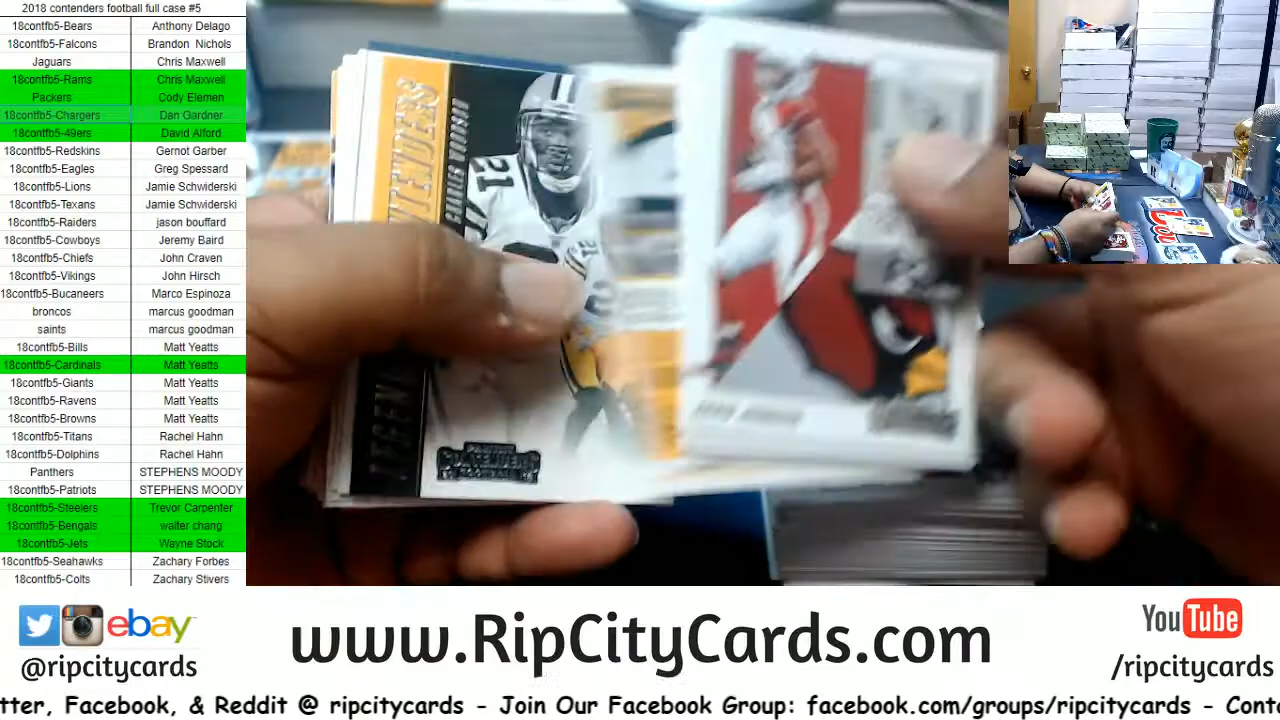 2018 contenders football full case #5
18contfb5-Bears Anthony Delago
18contfb5-Falcons Brandon Nichols
Jaguars Chris Maxwell
18contfb5-Rams Chris Maxwell
Packers Cody Elemen
18contfb5-Chargers Dan Gardner
18contfb5-49ers David Alford
18contfb5-Redskins Gernot Garber
18contfb5-Eagles Greg Spessard
18contfb5-Lions Jamie Schwiderski
18contfb5-Texans Jamie Schwiderski
18contfb5-Raiders jason bouffard
18contfb5-Cowboys Jeremy Baird
18contfb5-Chiefs John Craven
18contfb5-Vikings John Hirsch
18contfb5-Bucaneers Marco Espinoza
broncos marcus goodman
saints marcus goodman
18contfb5-Bills Matt Yeatts
18contfb5-Cardinals Matt Yeatts
18contfb5-Giants Matt Yeatts
18contfb5-Ravens Matt Yeatts
18contfb5-Browns Matt Yeatts
18contfb5-Titans Rachel Hahn
18contfb5-Dolphins Rachel Hahn
Panthers STEPHENS MOODY
18contfb5-Patriots STEPHENS MOODY
18contfb5-Steelers Trevor Carpenter
18contfb5-Bengals walter chang
18contfb5-Jets Wayne Stock
18contfb5-Seahawks Zachary Forbes
18contfb5-Colts Zachary Stivers
CHARLES WOODSON
21
ebay
@ripcitycards
www.RipCityCards.com
YouTube
/ripcitycards
tter, Facebook, & Reddit @ ripcitycards - Join Our Facebook Group: facebook.com/groups/ripcitycards - Conte